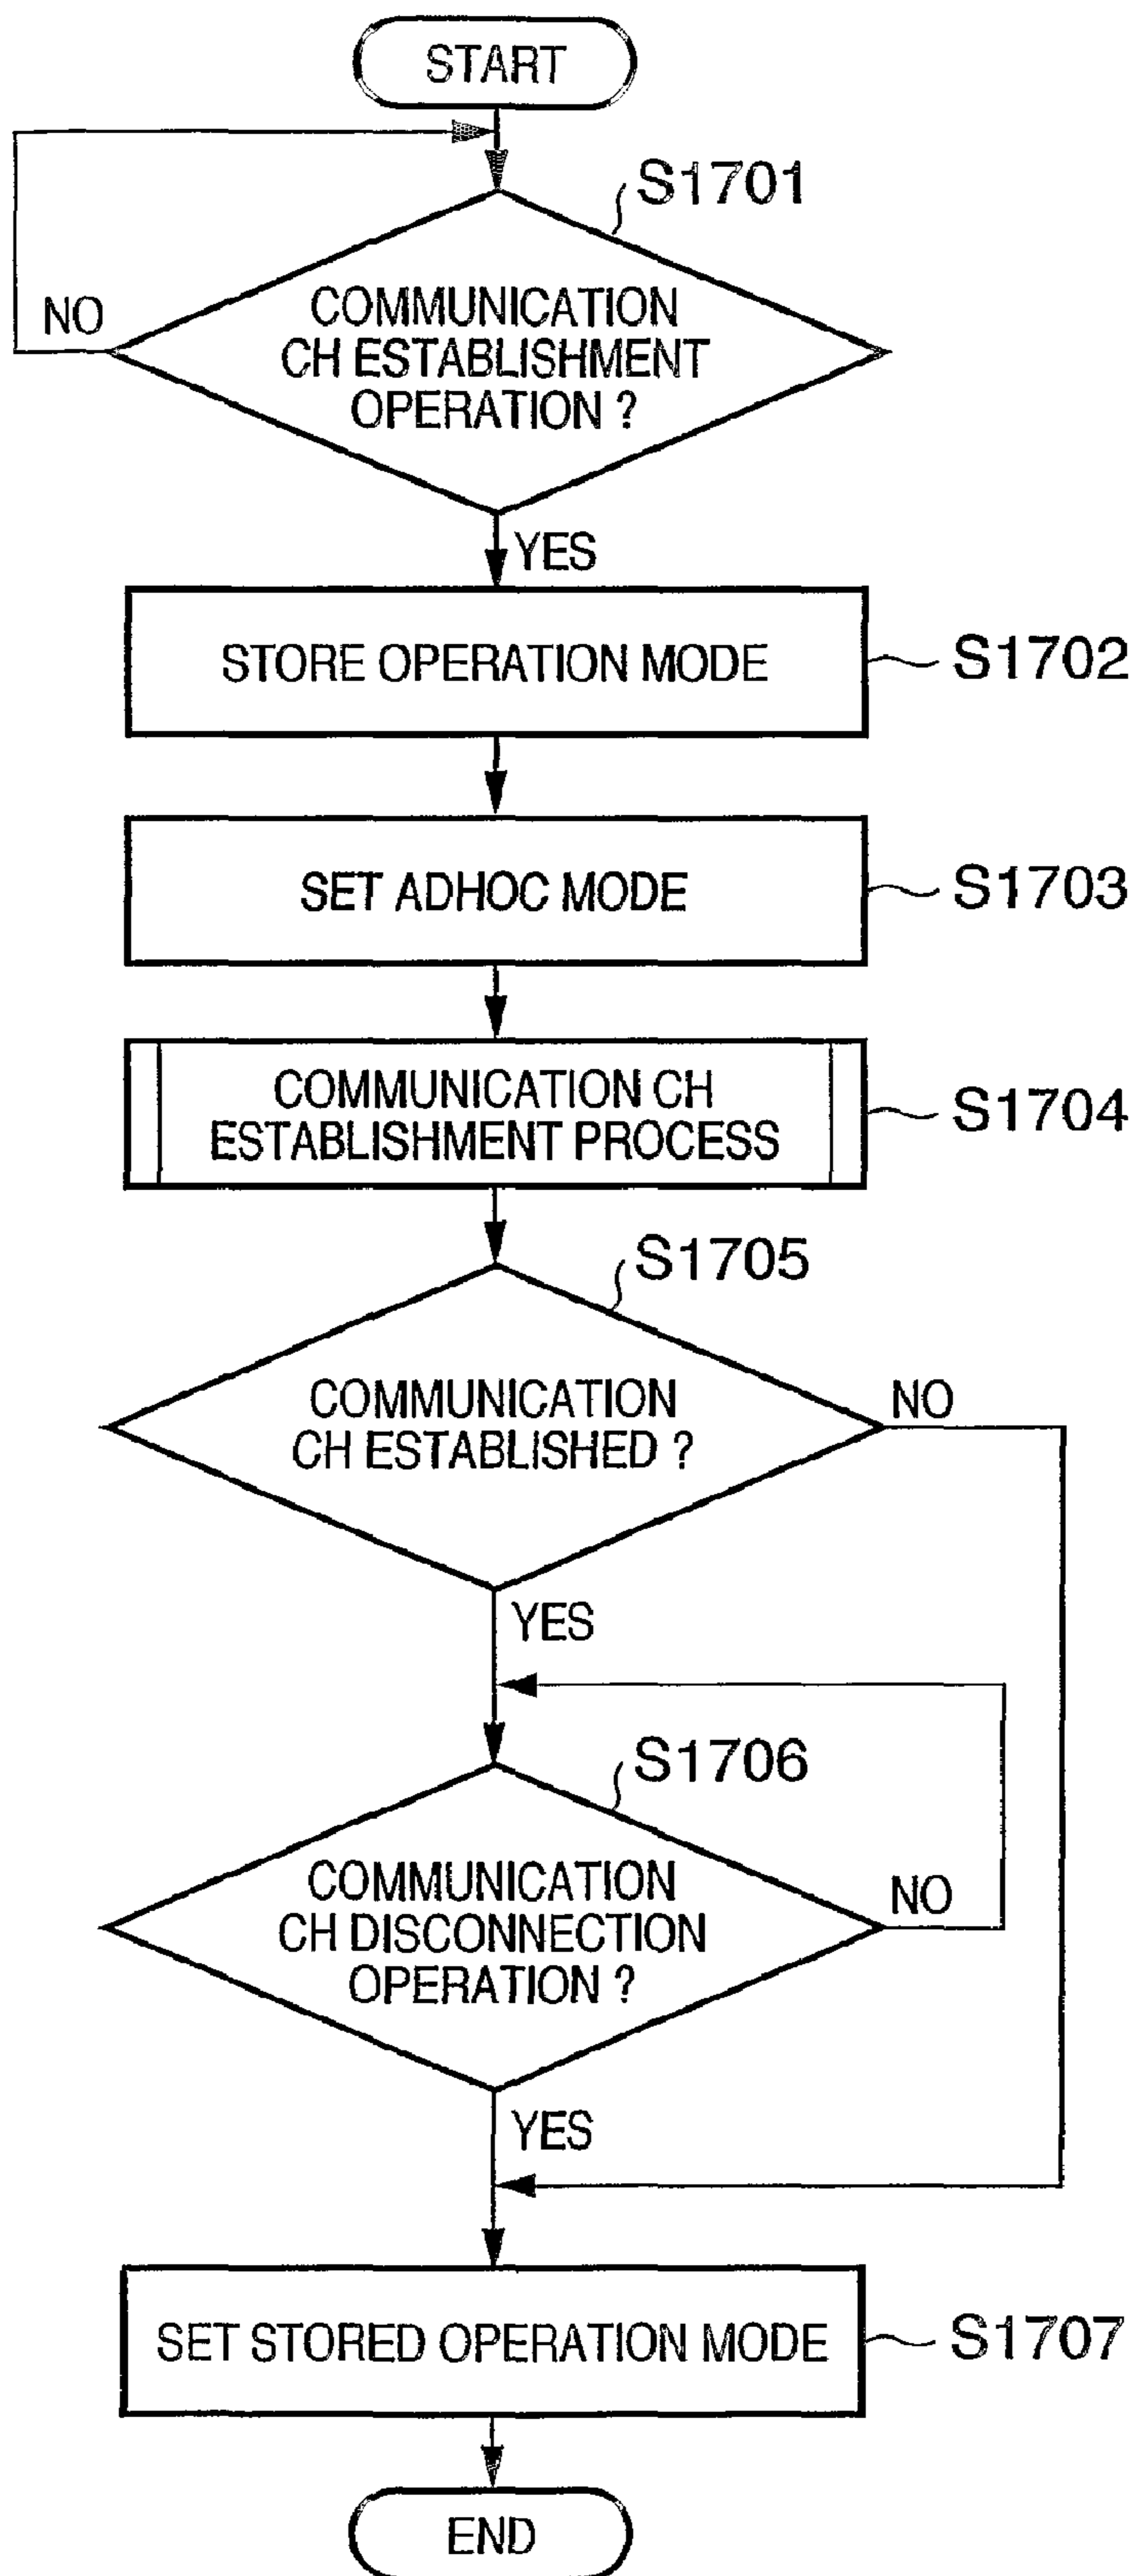 START
S1701
COMMUNICATION
CH ESTABLISHMENT
OPERATION ?
NO
YES
STORE OPERATION MODE
S1702
SET ADHOC MODE
S1703
COMMUNICATION CH
ESTABLISHMENT PROCESS
S1704
S1705
COMMUNICATION
CH ESTABLISHED ?
NO
YES
S1706
COMMUNICATION
CH DISCONNECTION
OPERATION ?
NO
YES
SET STORED OPERATION MODE
S1707
END